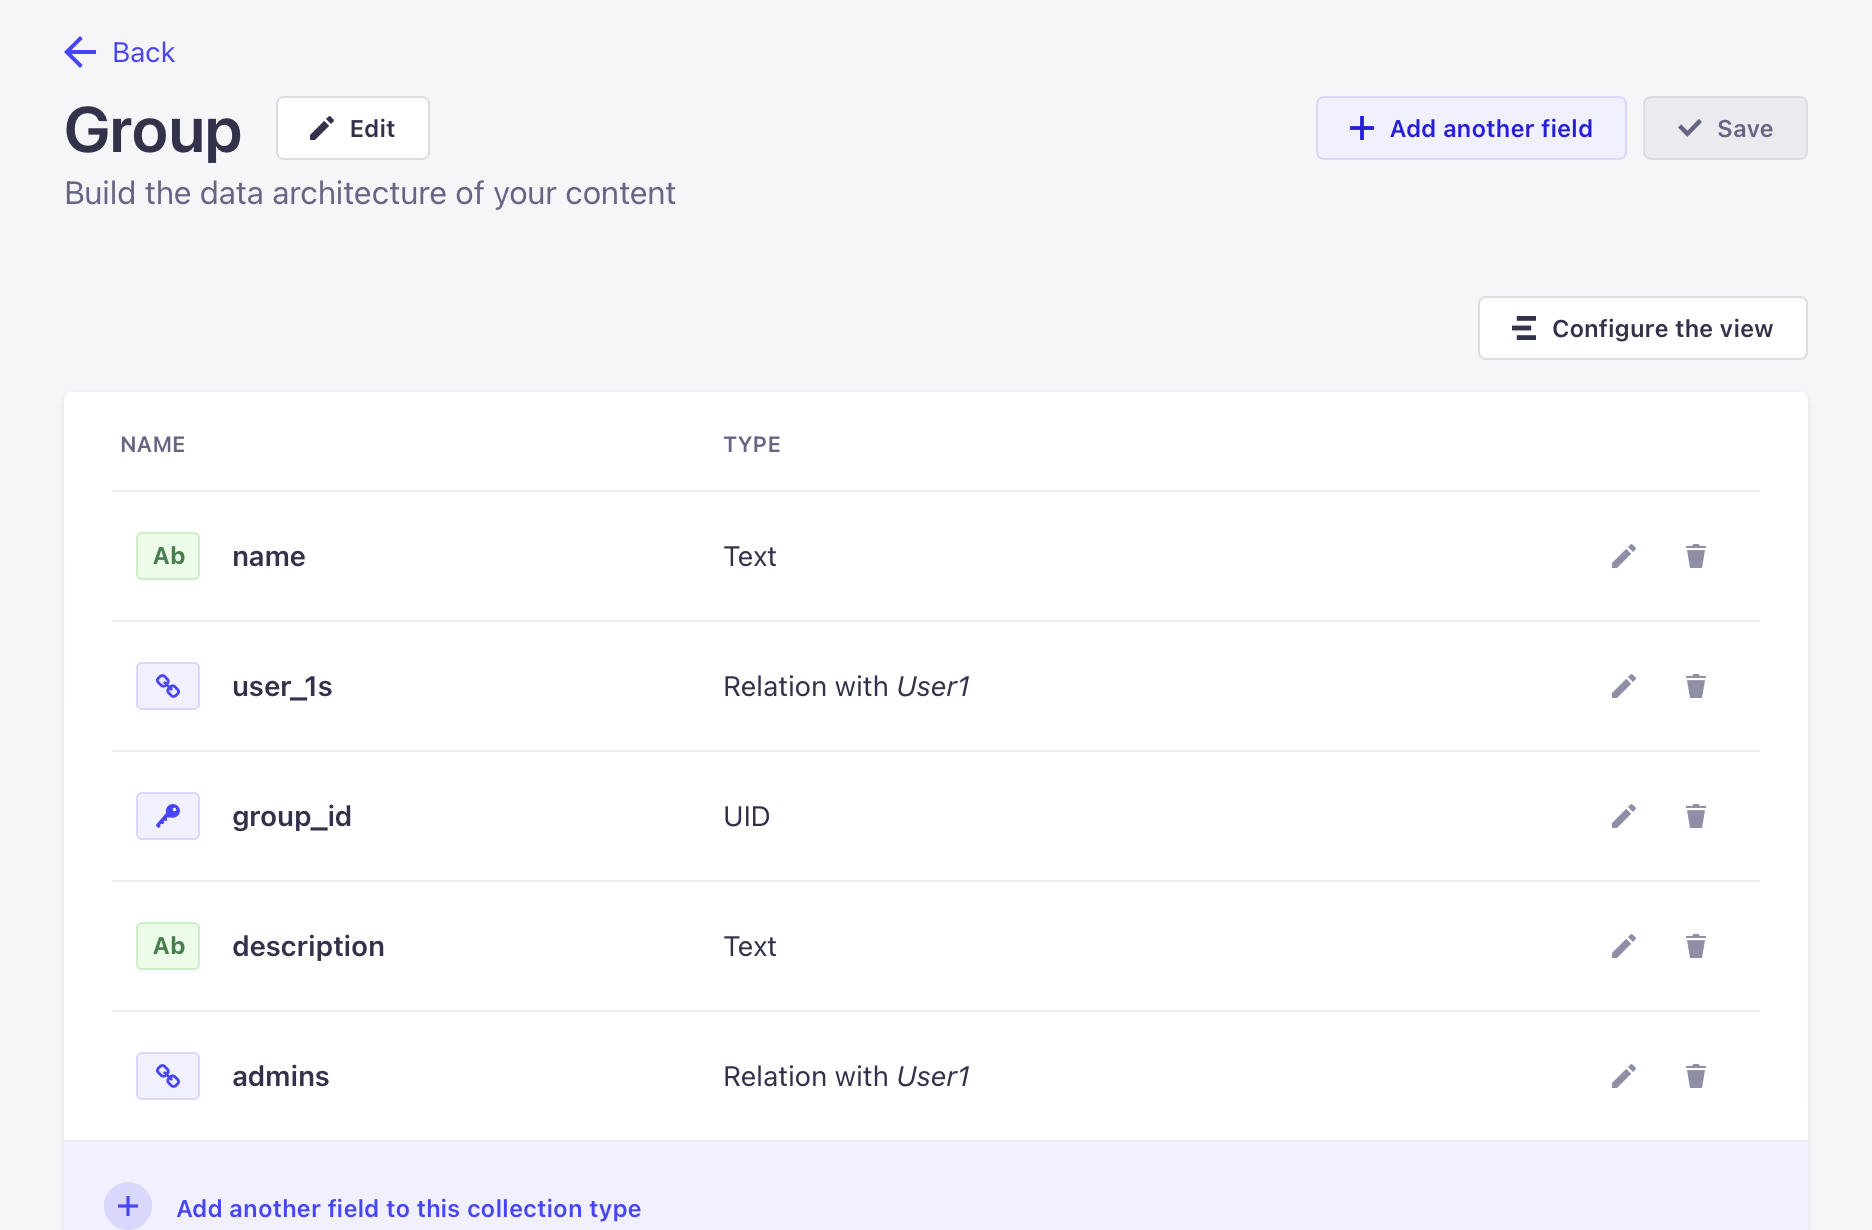 Back
Group
Edit
Add another field
Save
Build the data architecture of your content
Configure the view
NAME
TYPE
Ab
name
Text
user_1s
Relation with User1
group_id
UID
Ab
description
Text
admins
Relation with User1
Add another field to this collection type